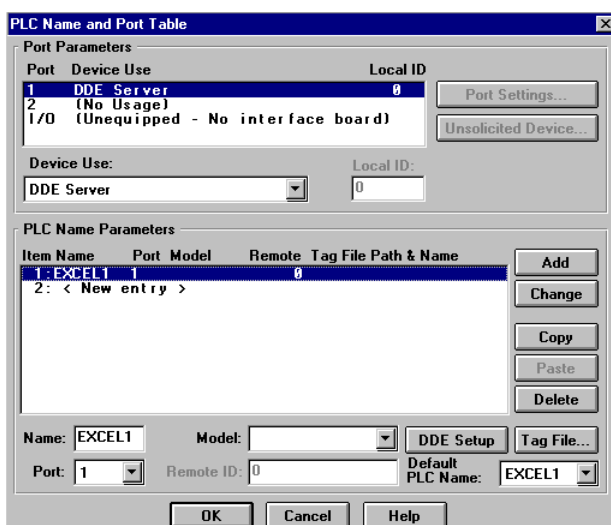 PLC Name and Port Table
Port Parameters
Port Device Use Local ID
1 DDE Server 0
2 (No Usage)
I/O (Unequipped - No interface board)
Port Settings...
Unsolicited Device...
Device Use: Local ID:
DDE Server 0
PLC Name Parameters
Item Name Port Model Remote Tag File Path & Name
1:EXCEL1 1 0
2: < New entry >
Add
Change
Copy
Paste
Delete
Name: EXCEL1 Model: DDE Setup Tag File...
Port: 1 Remote ID: 0 Default PLC Name: EXCEL1
OK Cancel Help